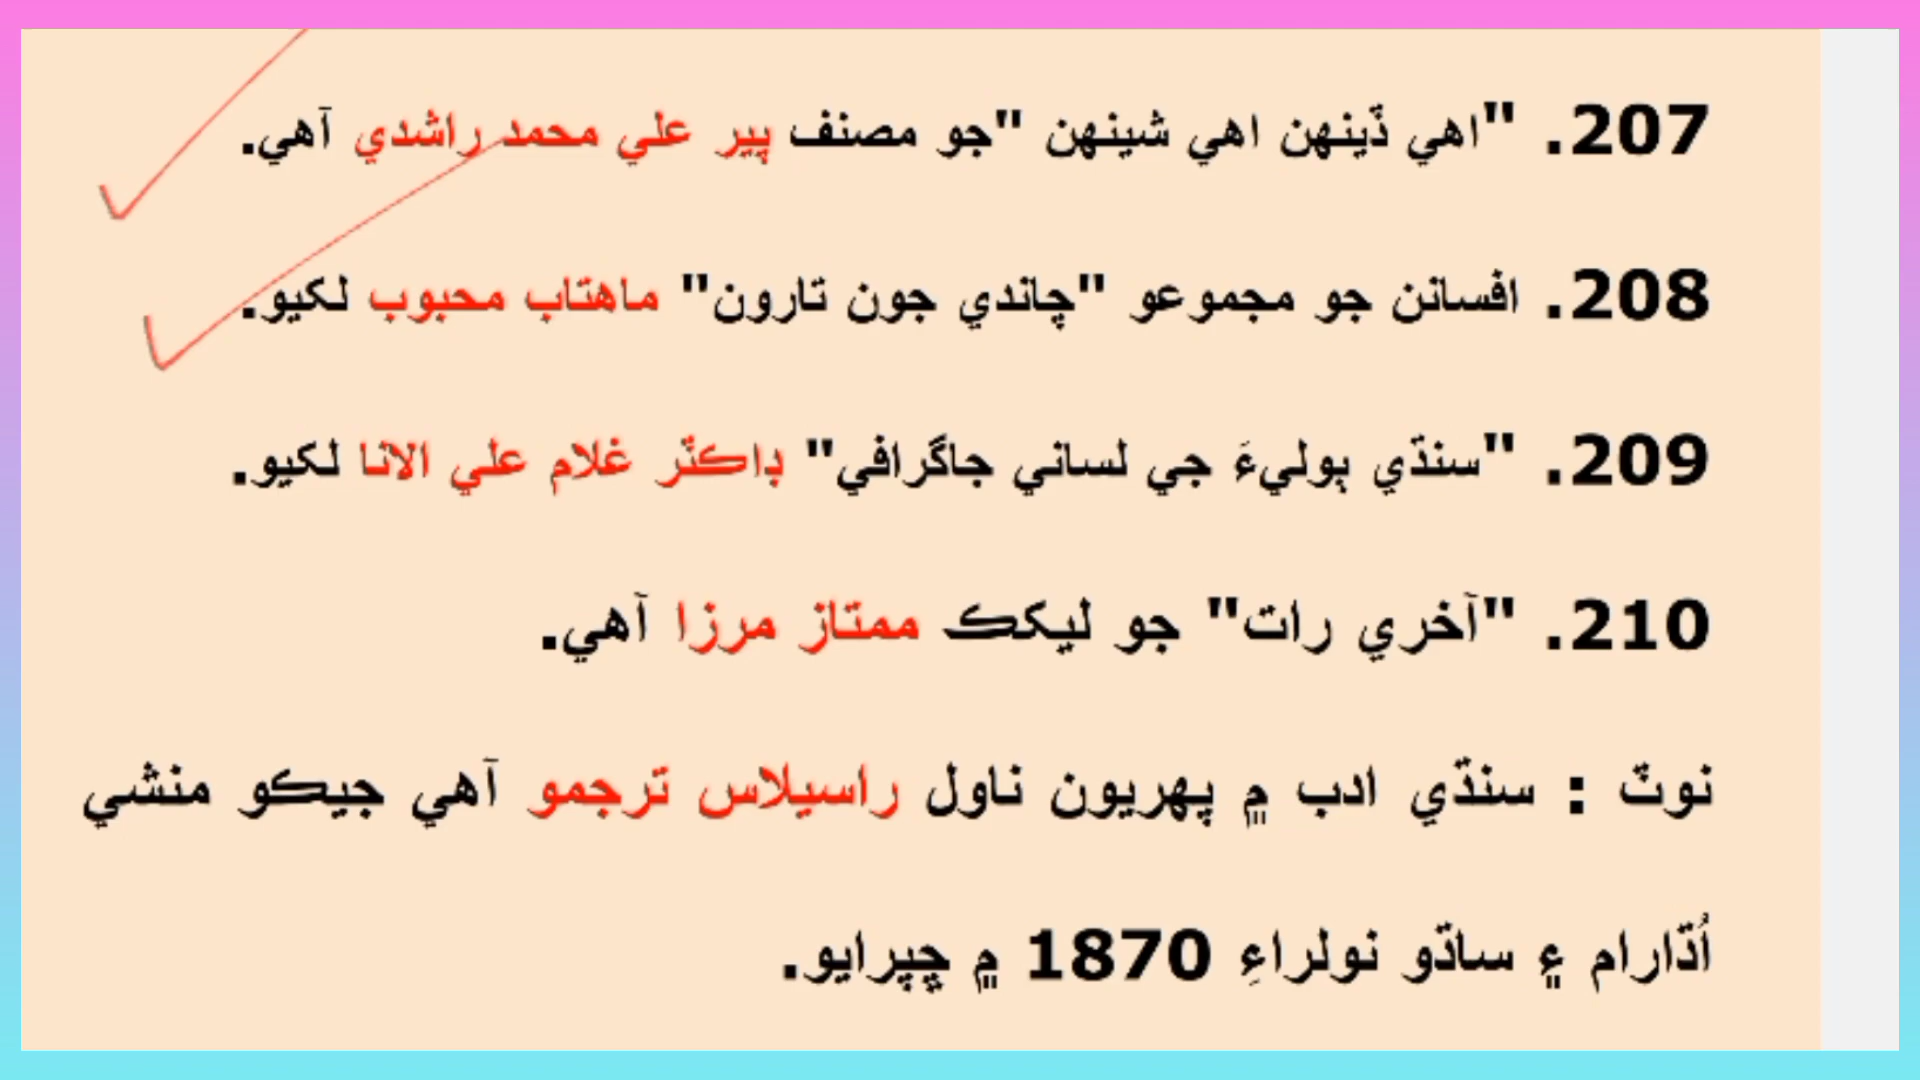 207. "اهي ڏينهن اهي شينهن "جو مصنف پير علي محمد راشدي آهي.
208. افسانن جو مجموعو "چاندي جون تارون" ماهتاب محبوب لکيو.
209. "سنڌي ٻوليءَ جي لساني جاگرافي" ڊاڪٽر غلام علي الانا لکيو.
210. "آخري رات" جو ليکڪ ممتاز مرزا آهي.
نوٽ : سنڌي ادب ۾ پهريون ناول راسيلاس ترجمو آهي جيڪو منشي
اُڌارام ۽ ساڌو نولراءِ 1870 ۾ ڇپرايو.